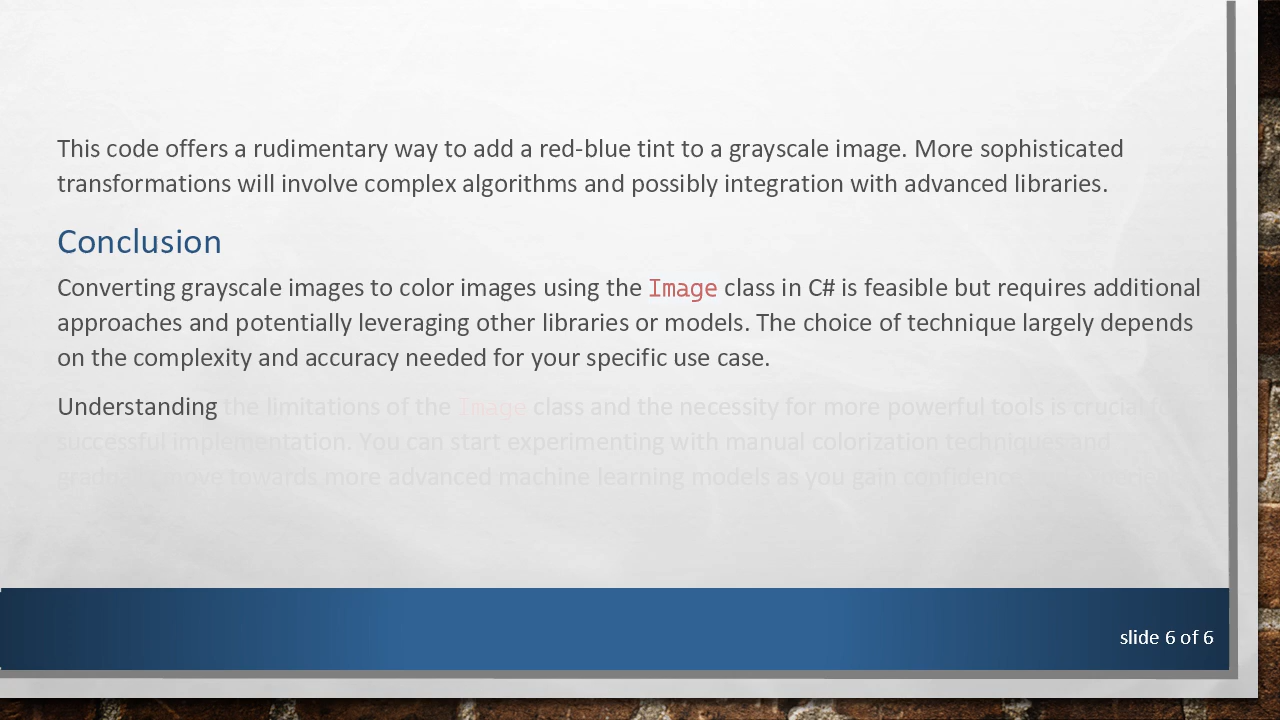 This code offers a rudimentary way to add a red-blue tint to a grayscale image. More sophisticated
transformations will involve complex algorithms and possibly integration with advanced libraries.
Conclusion
Converting grayscale images to color images using the Image class in C# is feasible but requires additional
approaches and potentially leveraging other libraries or models. The choice of technique largely depends
on the complexity and accuracy needed for your specific use case.
Understanding the limitations of the Image class and the necessity for more powerful tools is crucial to
successful implementation. You can start experimenting with manual colorization techniques and
gradually move towards more advanced machine learning models as you gain confidence
slide 6 of 6